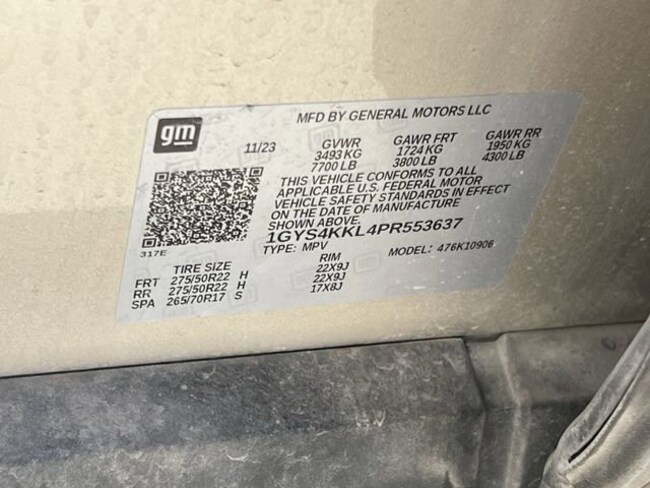 MFD BY GENERAL MOTORS LLC
gm
11/23 GVWR GAWR FRT GAWR RR
3493 KG 1724 KG 1950 KG
7700 LB 3800 LB 4300 LB
THIS VEHICLE CONFORMS TO ALL
APPLICABLE U.S. FEDERAL MOTOR
VEHICLE SAFETY STANDARDS IN EFFECT
ON THE DATE OF MANUFACTURE
SHOWN ABOVE.
317E
1GYS4KKL4PR553637
TYPE: MPV MODEL: 476K10906
TIRE SIZE RIM
FRT 275/50R22 H 22X9J
RR 275/50R22 H 22X9J
SPA 265/70R17 S 17X8J